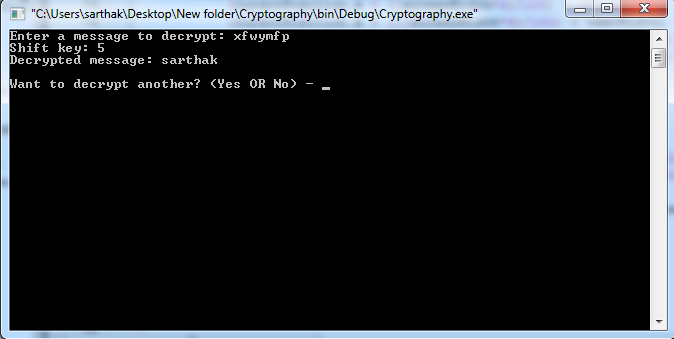 "C:\Users\sarthak\Desktop\New folder\Cryptography\bin\Debug\Cryptography.exe"
Enter a message to decrypt: xfwymfp
Shift key: 5
Decrypted message: sarthak
Want to decrypt another? (Yes OR No) - _